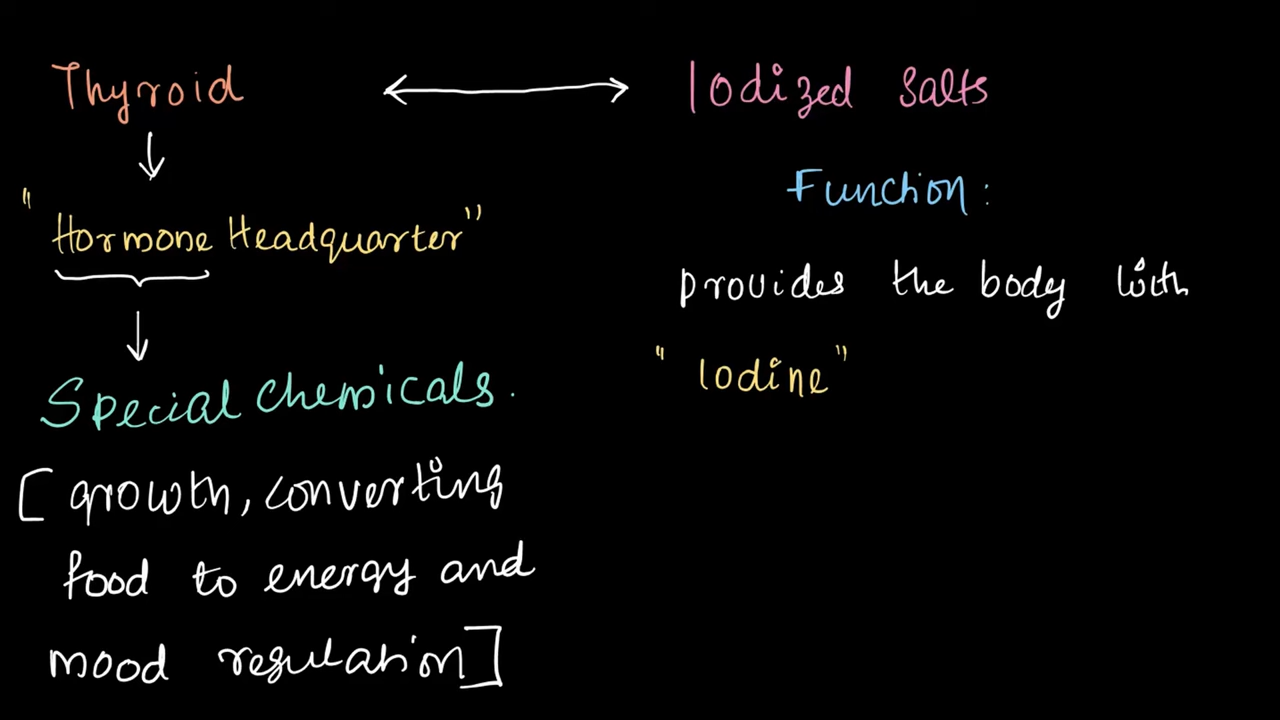 Thyroid
Iodized Salts
"Hormone Headquarter"
Special Chemicals.
[growth, converting
food to energy and
mood regulation]
Function:
provides the body with
"Iodine"